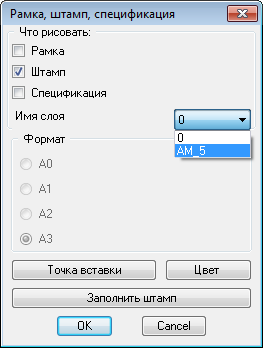 Рамка, штамп, спецификация
Что рисовать:
Рамка
Штамп
Спецификация
Имя слоя
0
0
AM_5
Формат
A0
A1
A2
A3
Точка вставки
Цвет
Заполнить штамп
OK
Cancel